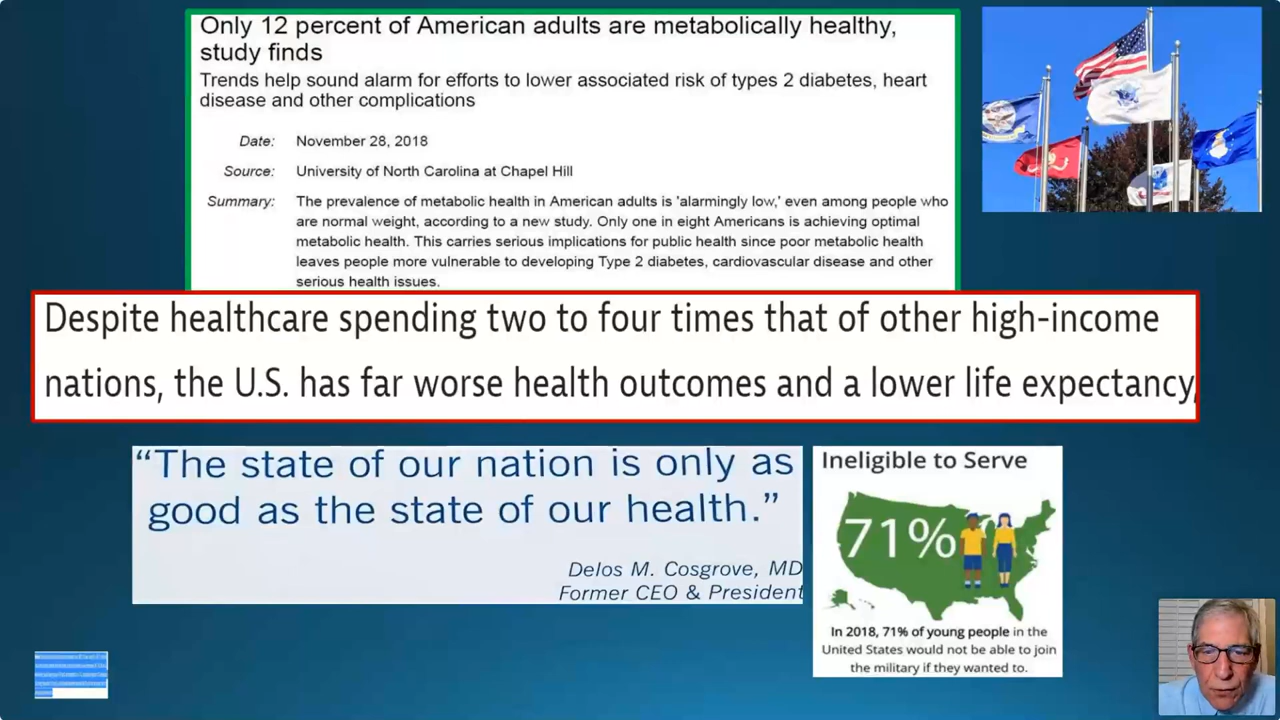 Only 12 percent of American adults are metabolically healthy,
study finds
Trends help sound alarm for efforts to lower associated risk of types 2 diabetes, heart
disease and other complications
Date: November 28, 2018
Source: University of North Carolina at Chapel Hill
Summary: The prevalence of metabolic health in American adults is 'alarmingly low,' even among people who
are normal weight, according to a new study. Only one in eight Americans is achieving optimal
metabolic health. This carries serious implications for public health since poor metabolic health
leaves people more vulnerable to developing Type 2 diabetes, cardiovascular disease and other
serious health issues.
Despite healthcare spending two to four times that of other high-income
nations, the U.S. has far worse health outcomes and a lower life expectancy,
“The state of our nation is only as
good as the state of our health.”
Delos M. Cosgrove, MD
Former CEO & President
Ineligible to Serve
71%
In 2018, 71% of young people in the
United States would not be able to join
the military if they wanted to.